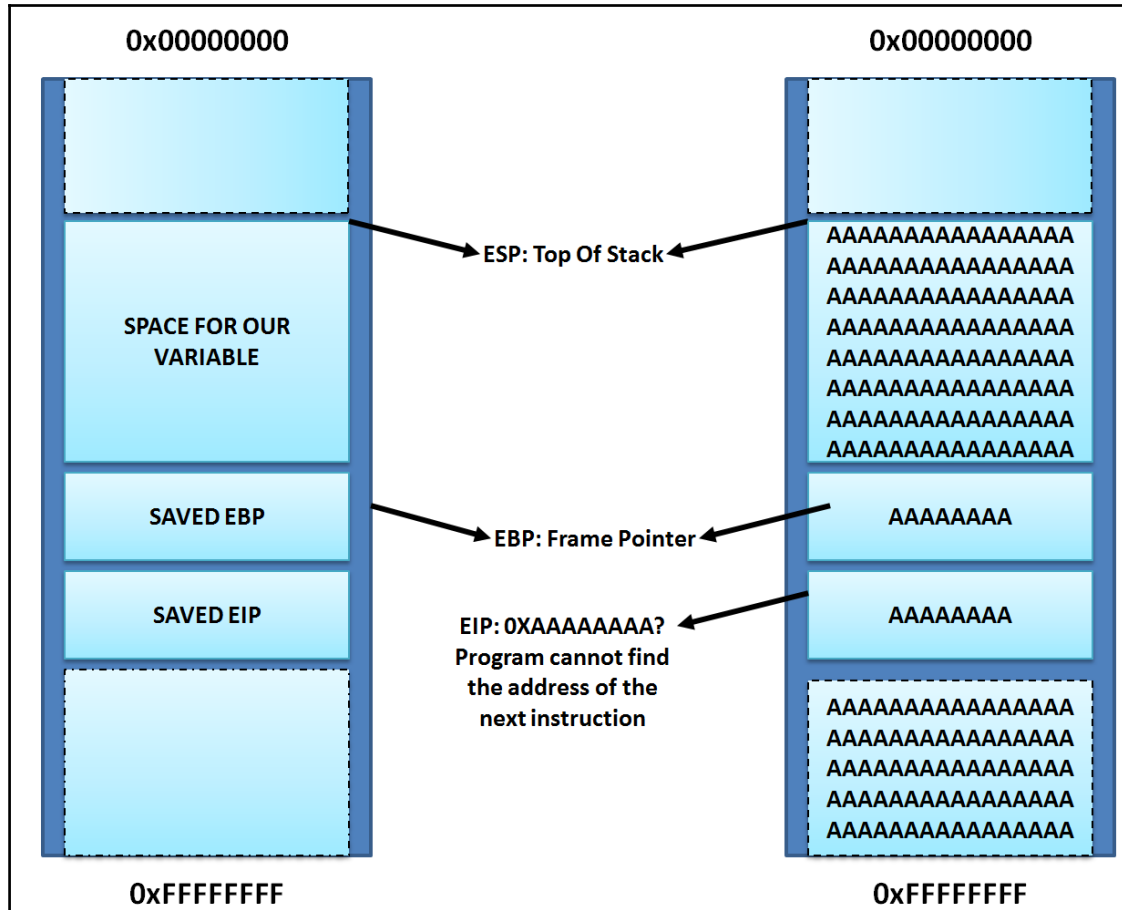 0x00000000
0x00000000
SPACE FOR OUR
VARIABLE
SAVED EBP
SAVED EIP
0xFFFFFFFF
ESP: Top Of Stack
EBP: Frame Pointer
EIP: 0XAAAAAAAA?
Program cannot find
the address of the
next instruction
AAAAAAAAAAAAAAAA
AAAAAAAAAAAAAAAA
AAAAAAAAAAAAAAAA
AAAAAAAAAAAAAAAA
AAAAAAAAAAAAAAAA
AAAAAAAAAAAAAAAA
AAAAAAAAAAAAAAAA
AAAAAAAAAAAAAAAA
AAAAAAAA
AAAAAAAA
AAAAAAAAAAAAAAAA
AAAAAAAAAAAAAAAA
AAAAAAAAAAAAAAAA
AAAAAAAAAAAAAAAA
AAAAAAAAAAAAAAAA
0xFFFFFFFF